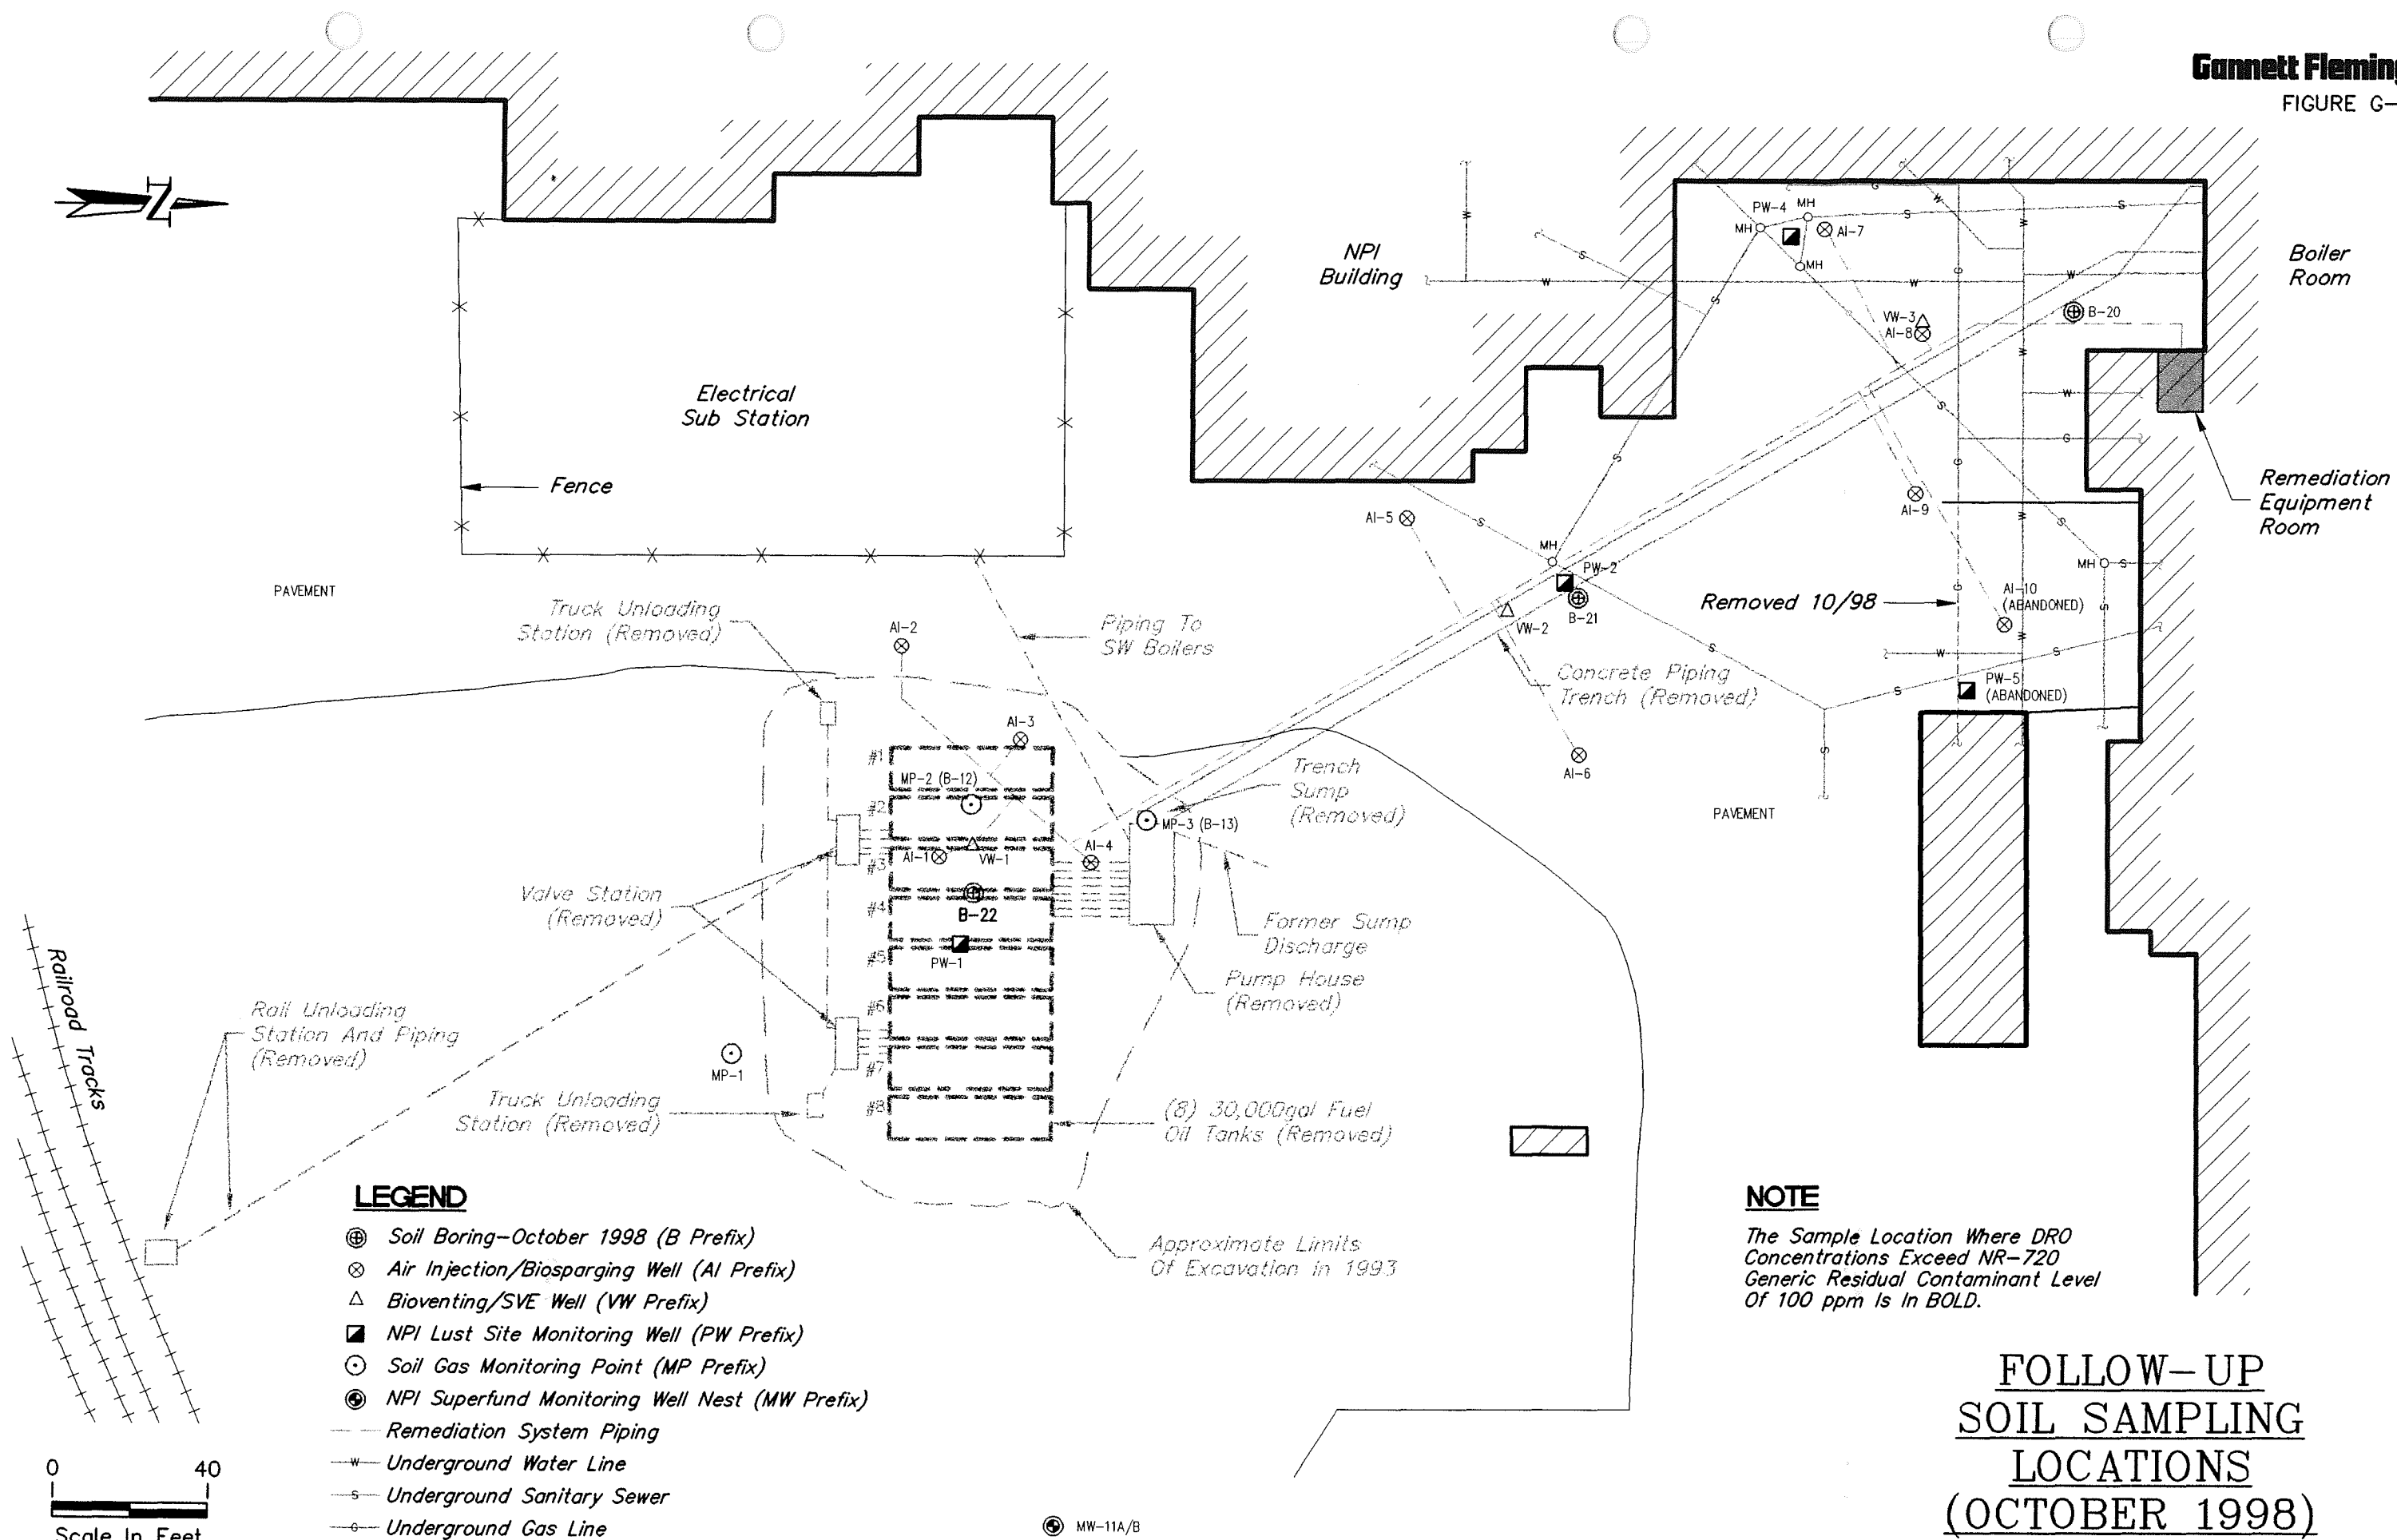 Gannett Fleming
FIGURE G-
N
NPI
Building
Boiler
Room
PW-4
MH
MH
MH
AI-7
VW-3
AI-8
B-20
Electrical
Sub Station
Fence
Remediation
Equipment
Room
AI-5
AI-9
MH
PW-2
B-21
VW-2
MH
Removed 10/98
AI-10
(ABANDONED)
PAVEMENT
Truck Unloading
Station (Removed)
AI-2
Piping To
SW Boilers
Concrete Piping
Trench (Removed)
PW-5
(ABANDONED)
AI-3
#1
MP-2 (B-12)
#2
AI-6
Trench
Sump
(Removed)
PAVEMENT
MP-3 (B-13)
AI-1
VW-1
AI-4
#3
Valve Station
(Removed)
B-22
#4
Former Sump
Discharge
PW-1
#5
Pump House
(Removed)
Railroad Tracks
Rail Unloading
Station And Piping
(Removed)
#6
MP-1
#7
Truck Unloading
Station (Removed)
#8
(8) 30,000gal Fuel
Oil Tanks (Removed)
Approximate Limits
Of Excavation in 1993
LEGEND
Soil Boring-October 1998 (B Prefix)
Air Injection/Biosparging Well (AI Prefix)
Bioventing/SVE Well (VW Prefix)
NPI Lust Site Monitoring Well (PW Prefix)
Soil Gas Monitoring Point (MP Prefix)
NPI Superfund Monitoring Well Nest (MW Prefix)
Remediation System Piping
W Underground Water Line
S Underground Sanitary Sewer
G Underground Gas Line
0 40
Scale In Feet
MW-11A/B
NOTE
The Sample Location Where DRO
Concentrations Exceed NR-720
Generic Residual Contaminant Level
Of 100 ppm Is In BOLD.
FOLLOW-UP
SOIL SAMPLING
LOCATIONS
(OCTOBER 1998)